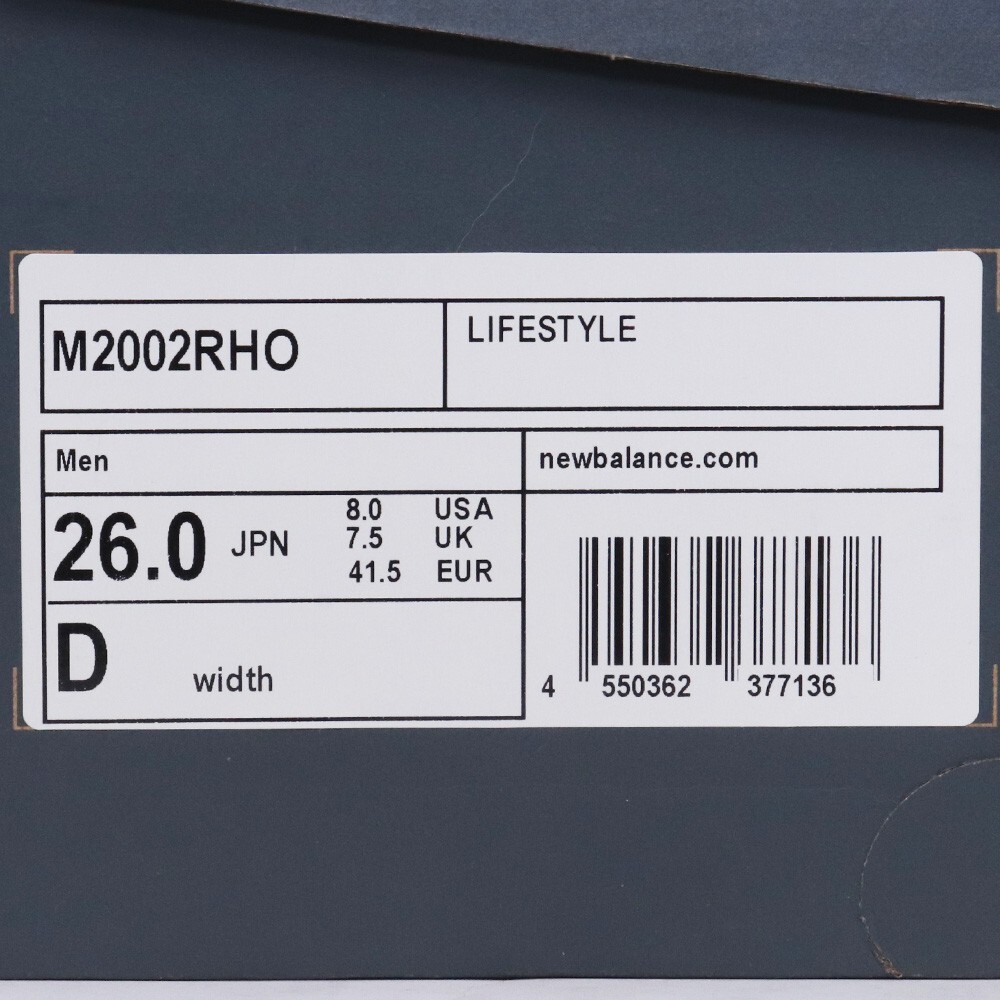 M2002RHO
LIFESTYLE
Men
newbalance.com
26.0 JPN
8.0 USA
7.5 UK
41.5 EUR
D width
4 550362 377136